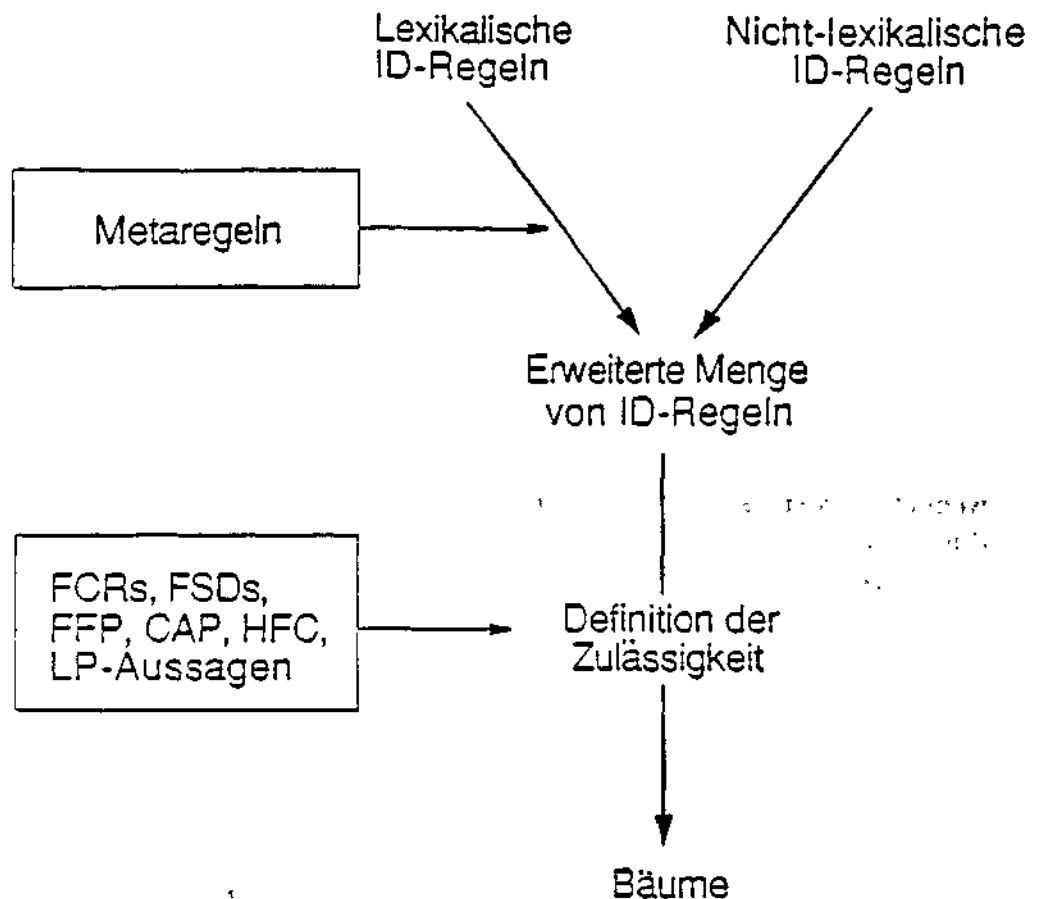 Lexikalische
ID-Regeln
Nicht-lexikalische
ID-Regeln
Metaregeln
Erweiterte Menge
von ID-Regeln
FCRs, FSDs,
FFP, CAP, HFC,
LP-Aussagen
Definition der
Zulässigkeit
Bäume